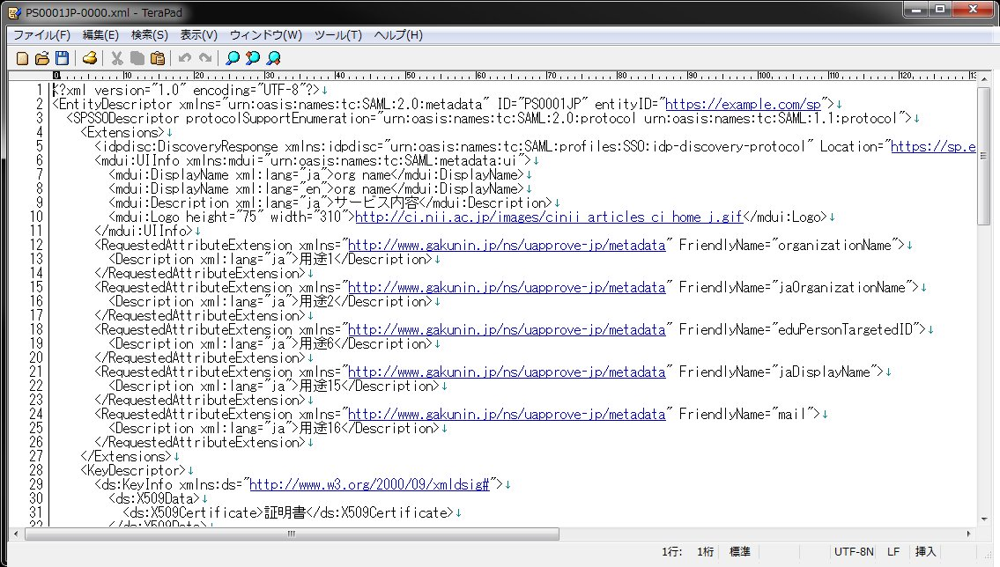 PS0001JP-0000.xml - TeraPad
ファイル(F) 編集(E) 検索(S) 表示(V) ウィンドウ(W) ツール(T) ヘルプ(H)
0 10 20 30 40 50 60 70 80 90 100 110 120 13
1 <?xml version="1.0" encoding="UTF-8"?>↓
2 <EntityDescriptor xmlns="urn:oasis:names:tc:SAML:2.0:metadata" ID="PS0001JP" entityID="https://example.com/sp">↓
3 <SPSSODescriptor protocolSupportEnumeration="urn:oasis:names:tc:SAML:2.0:protocol urn:oasis:names:tc:SAML:1.1:protocol">↓
4 <Extensions>↓
5 <idpdisc:DiscoveryResponse xmlns:idpdisc="urn:oasis:names:tc:SAML:profiles:SSO:idp-discovery-protocol" Location="https://sp.e
6 <mdui:UIInfo xmlns:mdui="urn:oasis:names:tc:SAML:metadata:ui">↓
7 <mdui:DisplayName xml:lang="ja">org name</mdui:DisplayName>↓
8 <mdui:DisplayName xml:lang="en">org name</mdui:DisplayName>↓
9 <mdui:Description xml:lang="ja">サービス内容</mdui:Description>↓
10 <mdui:Logo height="75" width="310">http://ci.nii.ac.jp/images/cinii_articles_ci_home_j.gif</mdui:Logo>↓
11 </mdui:UIInfo>↓
12 <RequestedAttributeExtension xmlns="http://www.gakunin.jp/ns/uapprove-jp/metadata" FriendlyName="organizationName">↓
13 <Description xml:lang="ja">用途1</Description>↓
14 </RequestedAttributeExtension>↓
15 <RequestedAttributeExtension xmlns="http://www.gakunin.jp/ns/uapprove-jp/metadata" FriendlyName="jaOrganizationName">↓
16 <Description xml:lang="ja">用途2</Description>↓
17 </RequestedAttributeExtension>↓
18 <RequestedAttributeExtension xmlns="http://www.gakunin.jp/ns/uapprove-jp/metadata" FriendlyName="eduPersonTargetedID">↓
19 <Description xml:lang="ja">用途6</Description>↓
20 </RequestedAttributeExtension>↓
21 <RequestedAttributeExtension xmlns="http://www.gakunin.jp/ns/uapprove-jp/metadata" FriendlyName="jaDisplayName">↓
22 <Description xml:lang="ja">用途15</Description>↓
23 </RequestedAttributeExtension>↓
24 <RequestedAttributeExtension xmlns="http://www.gakunin.jp/ns/uapprove-jp/metadata" FriendlyName="mail">↓
25 <Description xml:lang="ja">用途16</Description>↓
26 </RequestedAttributeExtension>↓
27 </Extensions>↓
28 <KeyDescriptor>↓
29 <ds:KeyInfo xmlns:ds="http://www.w3.org/2000/09/xmldsig#">↓
30 <ds:X509Data>↓
31 <ds:X509Certificate>証明書</ds:X509Certificate>↓
32 </ds:X509Data>↓
1行: 1桁 標準 UTF-8N LF 挿入